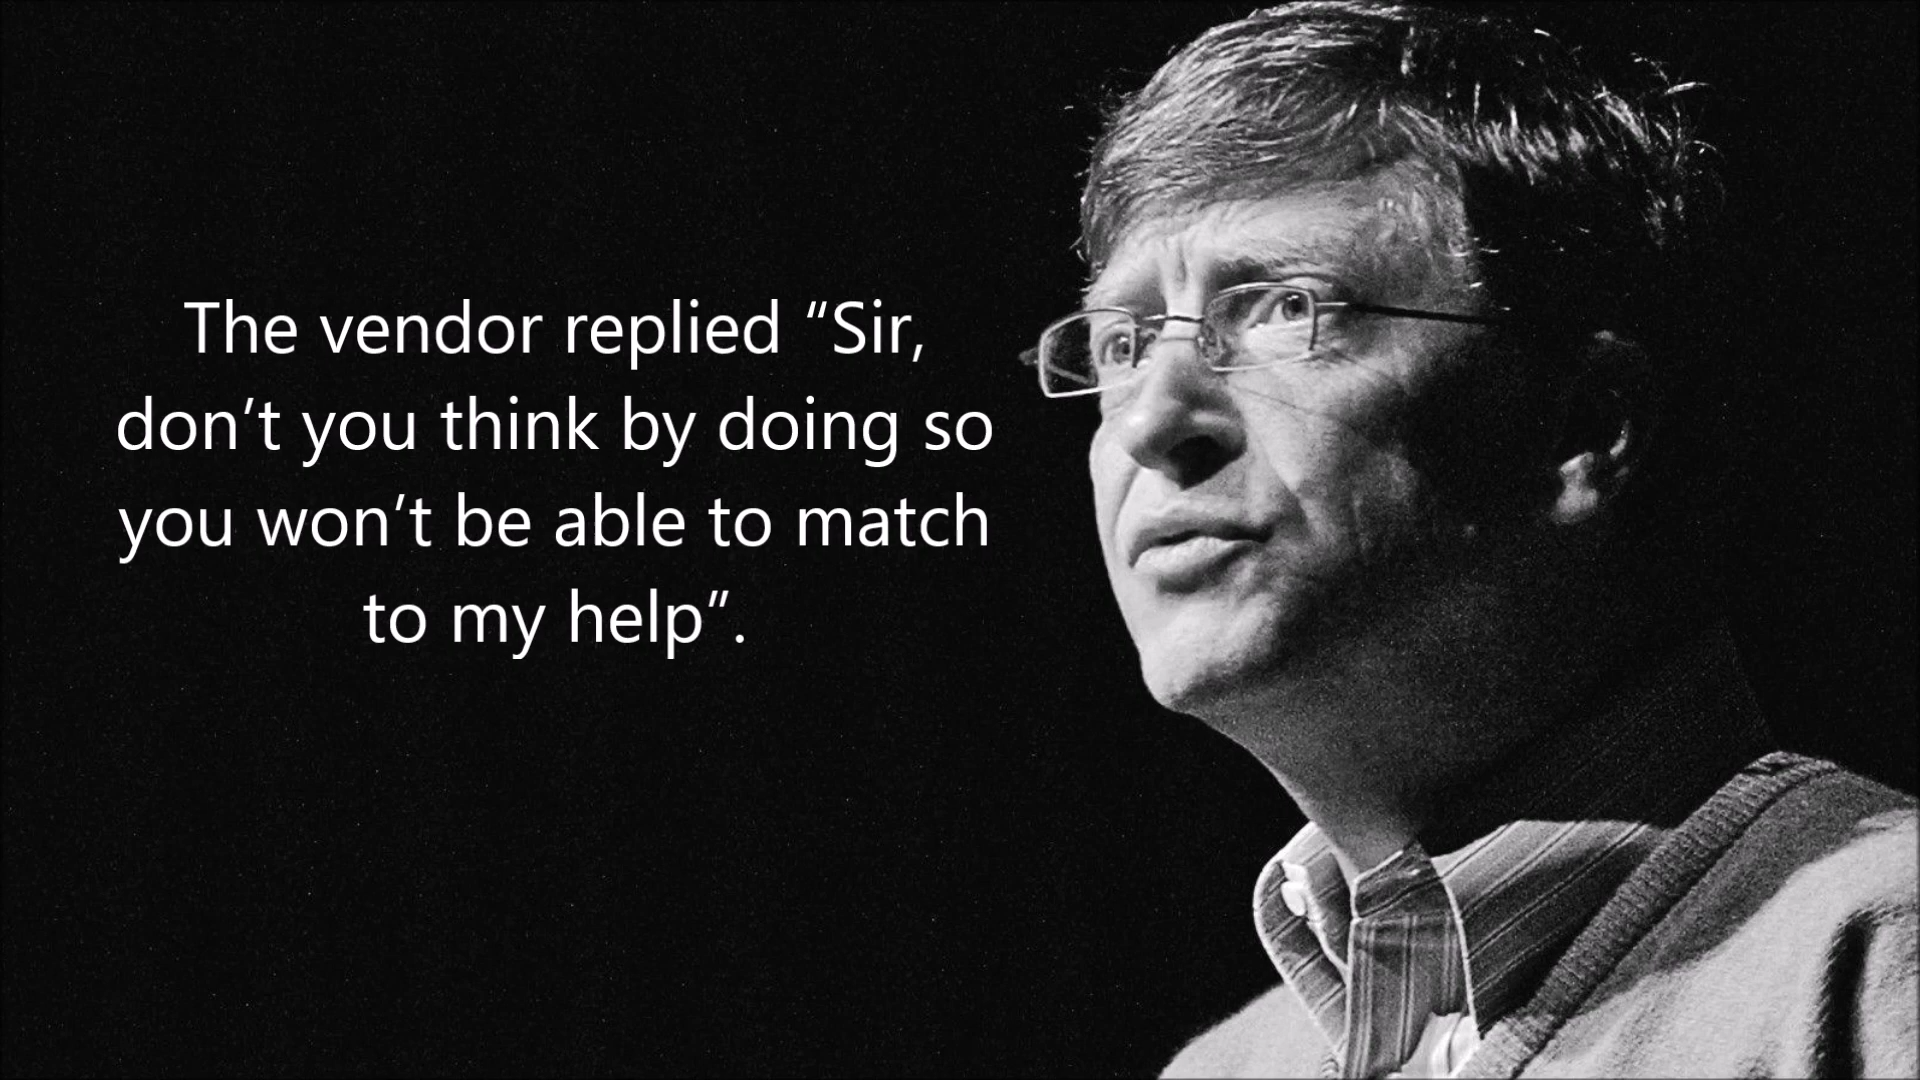 The vendor replied “Sir,
don’t you think by doing so
you won’t be able to match
to my help”.